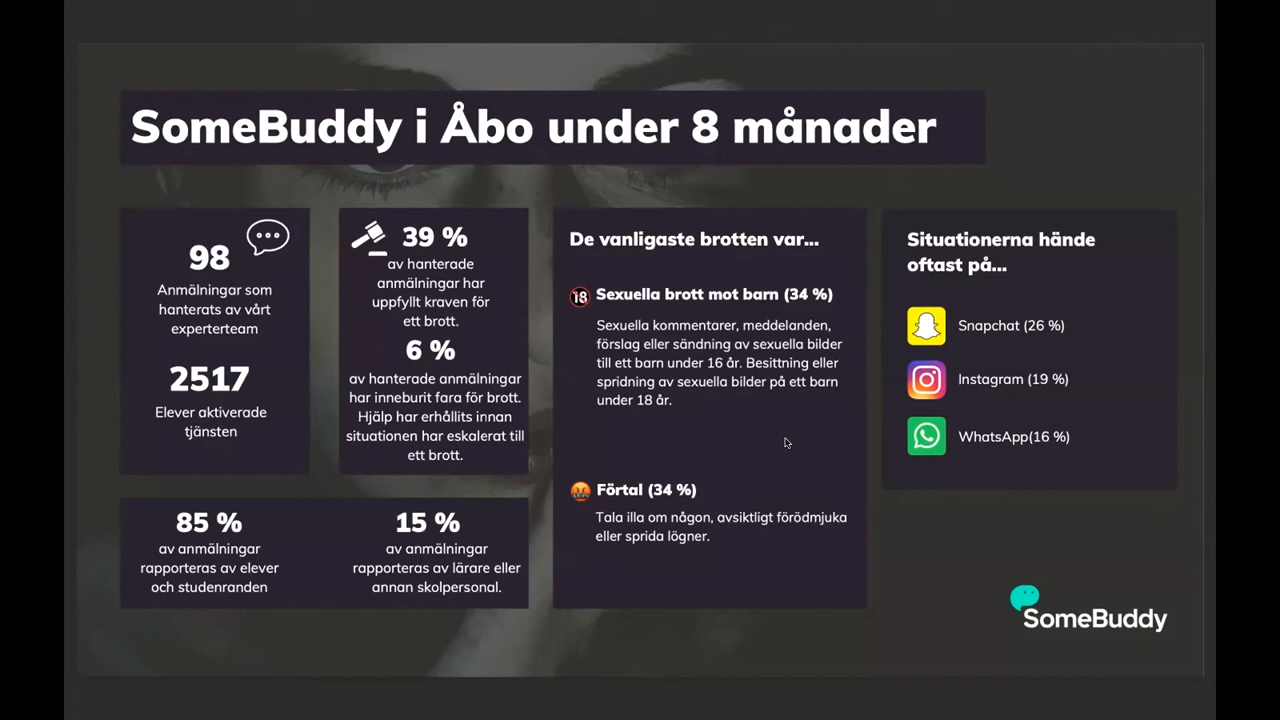 SomeBuddy i Åbo under 8 månader
98
Anmälningar som
hanterats av vårt
experterteam
2517
Elever aktiverade
tjänsten
39 %
av hanterade
anmälningar har
uppfyllt kraven för
ett brott.
6 %
av hanterade anmälningar
har inneburit fara för brott.
Hjälp har erhållits innan
situationen har eskalerat till
ett brott.
85 %
av anmälningar
rapporteras av elever
och studenranden
15 %
av anmälningar
rapporteras av lärare eller
annan skolpersonal.
De vanligaste brotten var...
18
Sexuella brott mot barn (34 %)
Sexuella kommentarer, meddelanden,
förslag eller sändning av sexuella bilder
till ett barn under 16 år. Besittning eller
spridning av sexuella bilder på ett barn
under 18 år.
Förtal (34 %)
Tala illa om någon, avsiktligt förödmjuka
eller sprida lögner.
Situationerna hände
oftast på...
Snapchat (26 %)
Instagram (19 %)
WhatsApp(16 %)
SomeBuddy